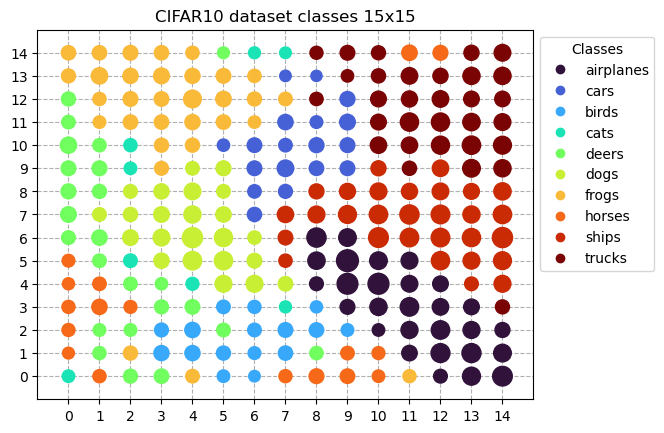 CIFAR10 dataset classes 15x15
14
13
12
11
10
9
8
7
6
5
4
3
2
1
0
0 1 2 3 4 5 6 7 8 9 10 11 12 13 14
Classes
airplanes
cars
birds
cats
deers
dogs
frogs
horses
ships
trucks